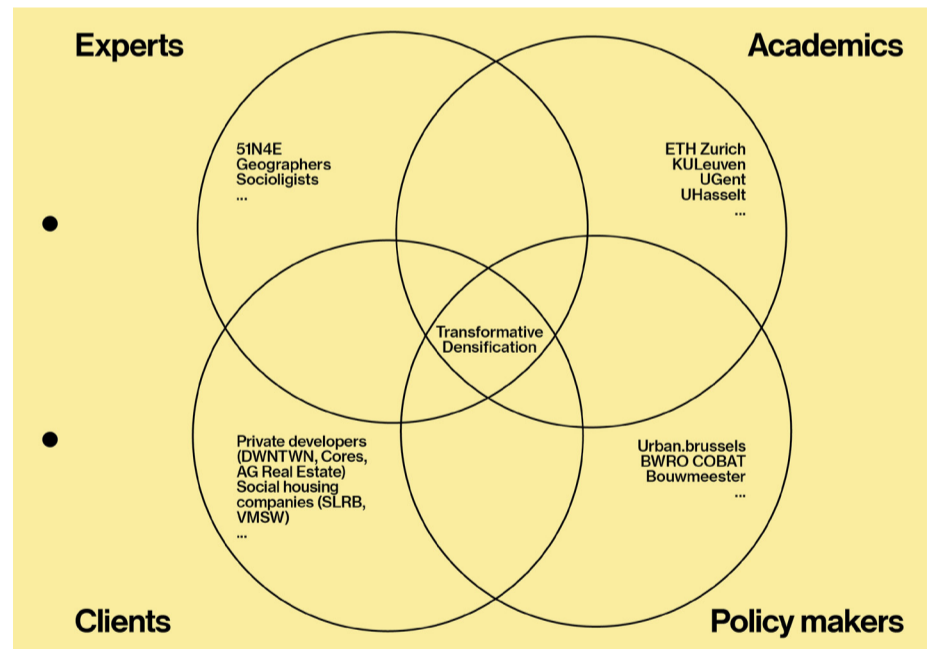 Experts
Academics
51N4E
Geographers
Socioligists
...
ETH Zurich
KULeuven
UGent
UHasselt
...
Transformative
Densification
Private developers
(DWNTWN, Cores,
AG Real Estate)
Social housing
companies (SLRB,
VMSW)
...
Urban.brussels
BWRO COBAT
Bouwmeester
...
Clients
Policy makers